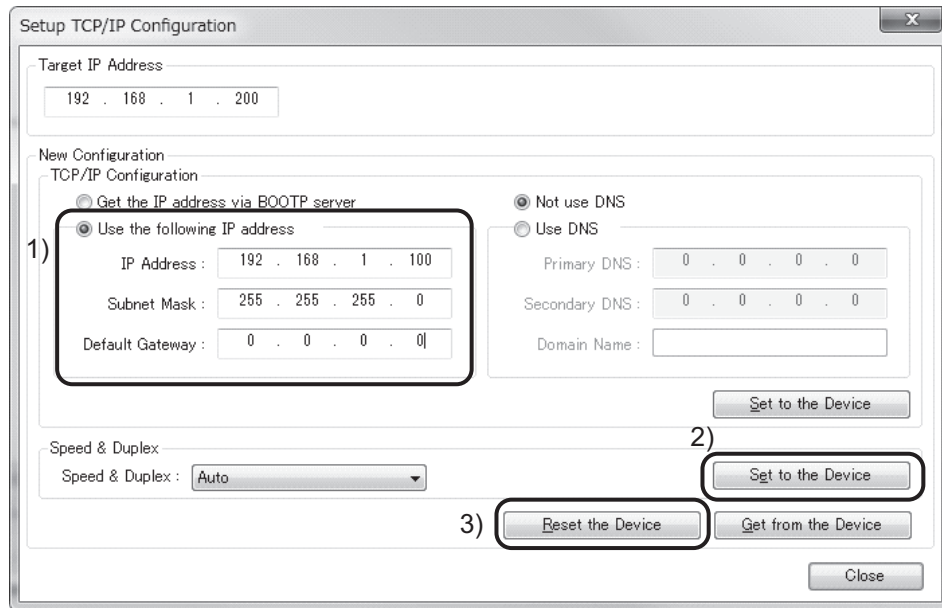 Setup TCP/IP Configuration
x
Target IP Address
192 . 168 . 1 . 200
New Configuration
TCP/IP Configuration
Get the IP address via BOOTP server
Not use DNS
1)
Use the following IP address
Use DNS
IP Address : 192 . 168 . 1 . 100
Primary DNS : 0 . 0 . 0 . 0
Subnet Mask : 255 . 255 . 255 . 0
Secondary DNS : 0 . 0 . 0 . 0
Default Gateway : 0 . 0 . 0 . 0
Domain Name :
Set to the Device
Speed & Duplex
2)
Speed & Duplex : Auto
Set to the Device
3)
Reset the Device
Get from the Device
Close